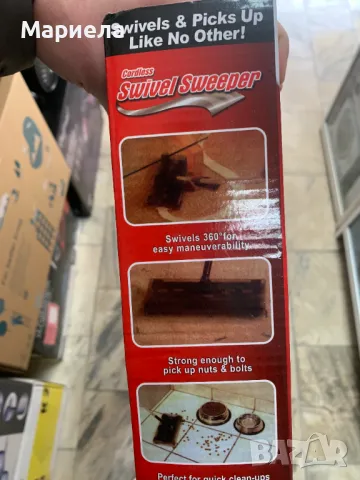 Мариела
Swivels & Picks Up
Like No Other!
Cordless
Swivel Sweeper
Swivels 360° for
easy maneuverability
Strong enough to
pick up nuts & bolts
Perfect for quick clean-ups
BAZAR